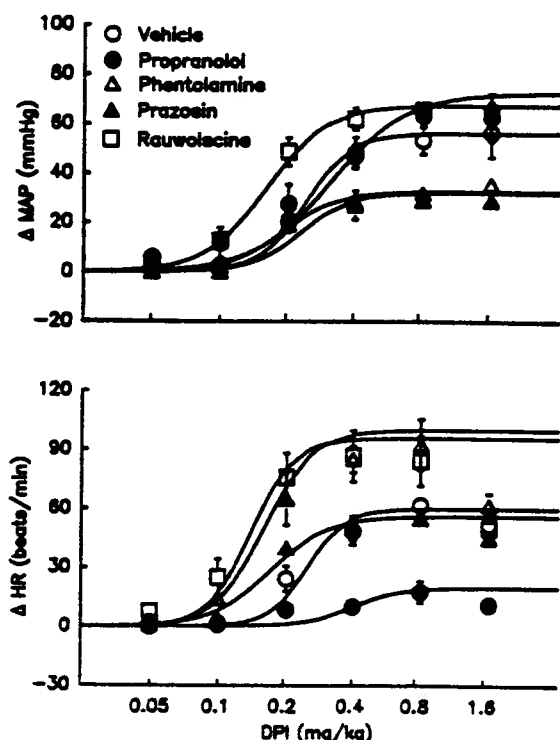 100
80
60
40
20
0
-20
Δ MAP (mmHg)
Vehicle
Propranolol
Phentolamine
Prazosin
Rauwolscine
120
90
60
30
0
-30
Δ HR (beats/min)
0.05 0.1 0.2 0.4 0.8 1.6
DPI (mg/kg)